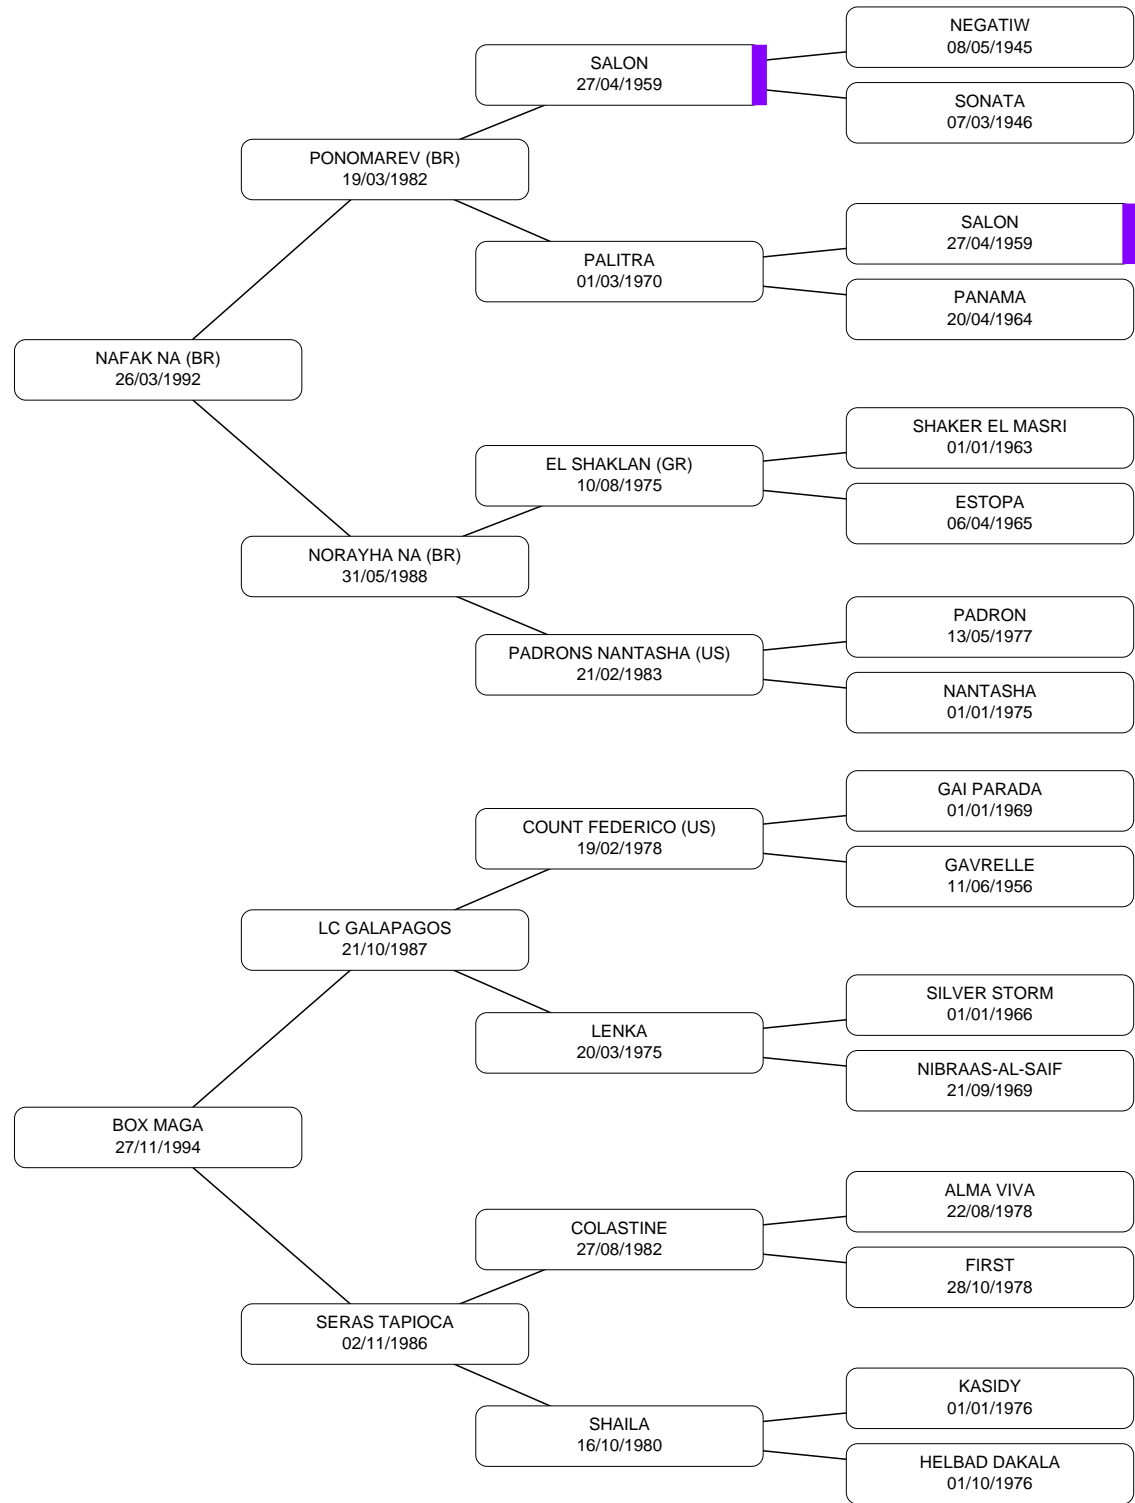 NEGATIW
08/05/1945
SALON
27/04/1959
SONATA
07/03/1946
PONOMAREV (BR)
19/03/1982
SALON
27/04/1959
PALITRA
01/03/1970
PANAMA
20/04/1964
NAFAK NA (BR)
26/03/1992
SHAKER EL MASRI
01/01/1963
EL SHAKLAN (GR)
10/08/1975
ESTOPA
06/04/1965
NORAYHA NA (BR)
31/05/1988
PADRON
13/05/1977
PADRONS NANTASHA (US)
21/02/1983
NANTASHA
01/01/1975
GAI PARADA
01/01/1969
COUNT FEDERICO (US)
19/02/1978
GAVRELLE
11/06/1956
LC GALAPAGOS
21/10/1987
SILVER STORM
01/01/1966
LENKA
20/03/1975
NIBRAAS-AL-SAIF
21/09/1969
BOX MAGA
27/11/1994
ALMA VIVA
22/08/1978
COLASTINE
27/08/1982
FIRST
28/10/1978
SERAS TAPIOCA
02/11/1986
KASIDY
01/01/1976
SHAILA
16/10/1980
HELBAD DAKALA
01/10/1976